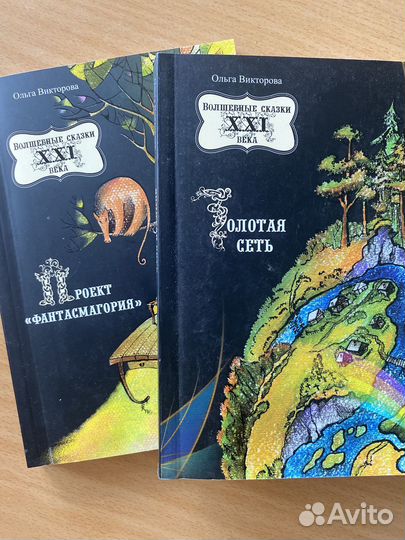 Ольга Викторова
Волшебные сказки
XXI
века
Проект
«Фантасмагория»
Ольга Викторова
Волшебные сказки
XXI
века
Золотая
сеть
Avito